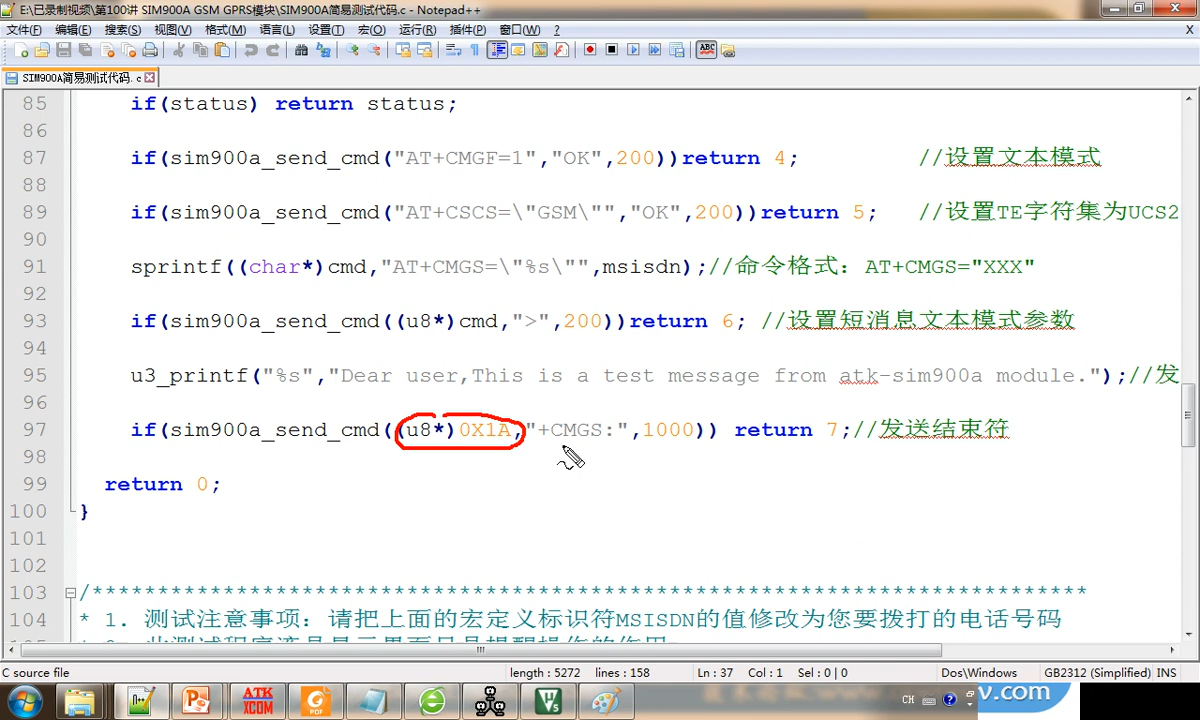 E:\已录制视频\第100讲 SIM900A GSM GPRS模块\SIM900A简易测试代码.c - Notepad++
文件(F) 编辑(E) 搜索(S) 视图(V) 格式(M) 语言(L) 设置(T) 宏(O) 运行(R) 插件(P) 窗口(W) ? X
SIM900A简易测试代码.c
85 if(status) return status;
86
87 if(sim900a_send_cmd("AT+CMGF=1","OK",200))return 4; //设置文本模式
88
89 if(sim900a_send_cmd("AT+CSCS=\"GSM\"","OK",200))return 5; //设置TE字符集为UCS2
90
91 sprintf((char*)cmd,"AT+CMGS=\"%s\"",msisdn);//命令格式: AT+CMGS="XXX"
92
93 if(sim900a_send_cmd((u8*)cmd,">",200))return 6; //设置短消息文本模式参数
94
95 u3_printf("%s","Dear user,This is a test message from atk-sim900a module.");//发
96
97 if(sim900a_send_cmd((u8*)0X1A,"+CMGS:",1000)) return 7;//发送结束符
98
99 return 0;
100 }
101
102
103 /*****************************************************************************
104 * 1. 测试注意事项: 请把上面的宏定义标识符MSISDN的值修改为您要拨打的电话号码
C source file length : 5272 lines : 158 Ln : 37 Col : 1 Sel : 0 | 0 Dos\Windows GB2312 (Simplified) INS
ATK XCOM
PDF
CH
v.com